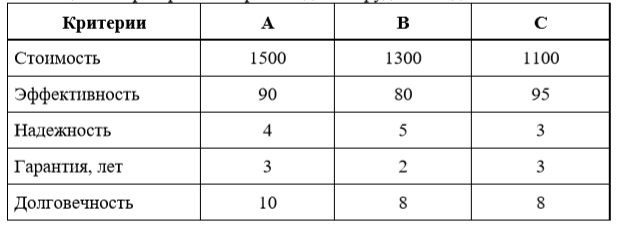 Критерии A B C
Стоимость 1500 1300 1100
Эффективность 90 80 95
Надежность 4 5 3
Гарантия, лет 3 2 3
Долговечность 10 8 8